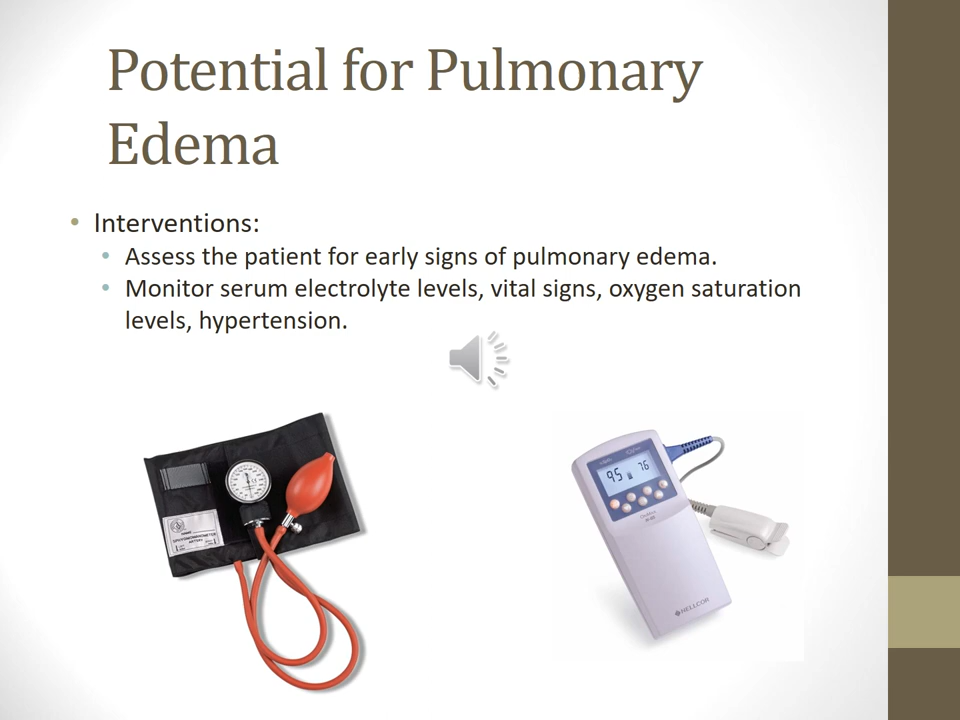 Potential for Pulmonary
Edema
• Interventions:
• Assess the patient for early signs of pulmonary edema.
• Monitor serum electrolyte levels, vital signs, oxygen saturation
levels, hypertension.
95 76
HELLCOR